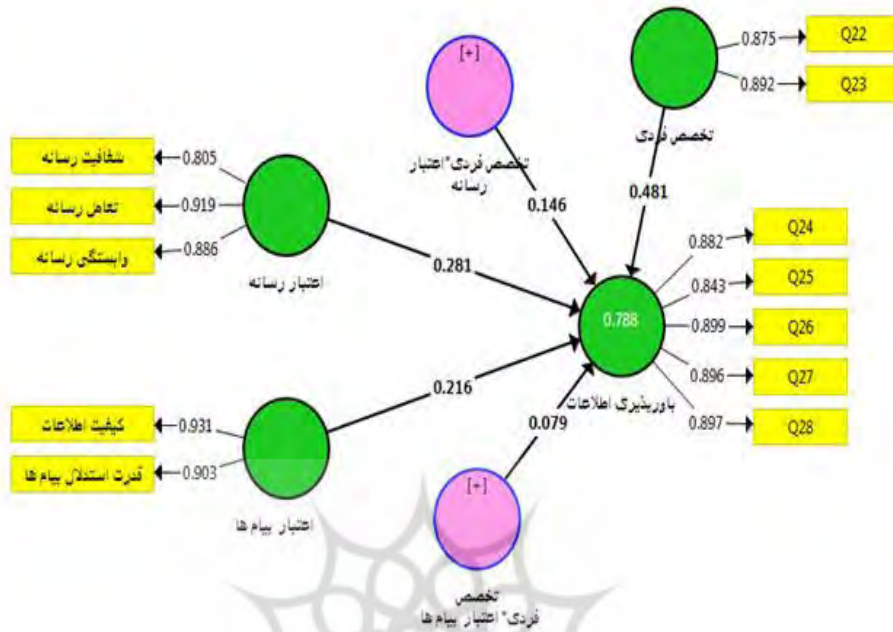 0.875
Q22
0.892
Q23
تخصص فردی
[+]
تخصص فردی*اعتبار
رسانه
0.146
0.481
شفافیت رسانه
0.805
تعامل رسانه
0.919
وابستگی رسانه
0.886
اعتبار رسانه
0.281
0.882
Q24
0.843
Q25
0.788
0.899
Q26
0.896
Q27
0.897
Q28
باورپذیری اطلاعات
0.216
0.079
کیفیت اطلاعات
0.931
قدرت استدلال پیام ها
0.903
اعتبار پیام ها
[+]
تخصص
فردی* اعتبار پیام ها